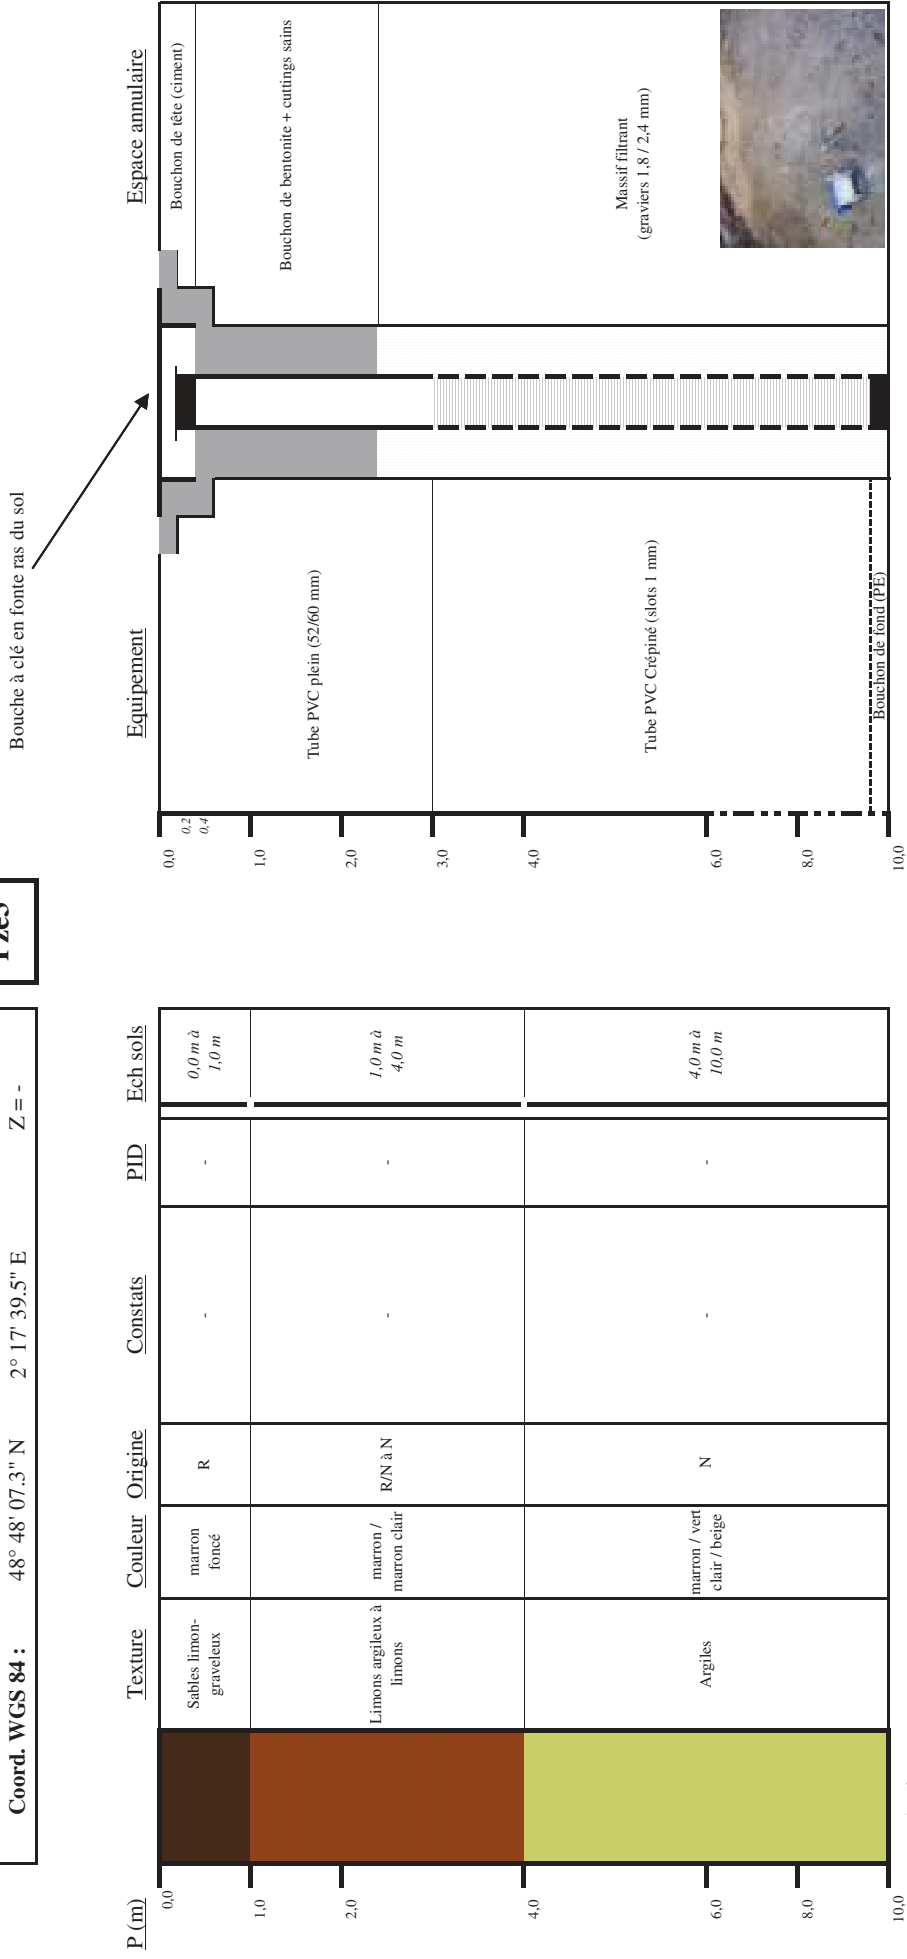 Coord. WGS 84 : 48° 48' 07.3" N 2° 17' 39.5" E Z = -
Bouche à clé en fonte ras du sol
P (m) Texture Couleur Origine Constats PID Ech sols
0,0
Sables limon-
graveleux
marron
foncé
R
-
-
0,0 m à
1,0 m
1,0
2,0
Limons argileux à
limons
marron /
marron clair
R/N à N
-
-
1,0 m à
4,0 m
4,0
6,0
Argiles
marron / vert
clair / beige
N
-
-
4,0 m à
10,0 m
8,0
10,0
Equipement Espace annulaire
0,0
0,2
0,4
1,0
2,0
3,0
4,0
6,0
8,0
10,0
Tube PVC plein (52/60 mm)
Tube PVC Crépiné (slots 1 mm)
Bouchon de fond (PE)
Bouchon de tête (ciment)
Bouchon de bentonite + cuttings sains
Massif filtrant
(graviers 1,8 / 2,4 mm)